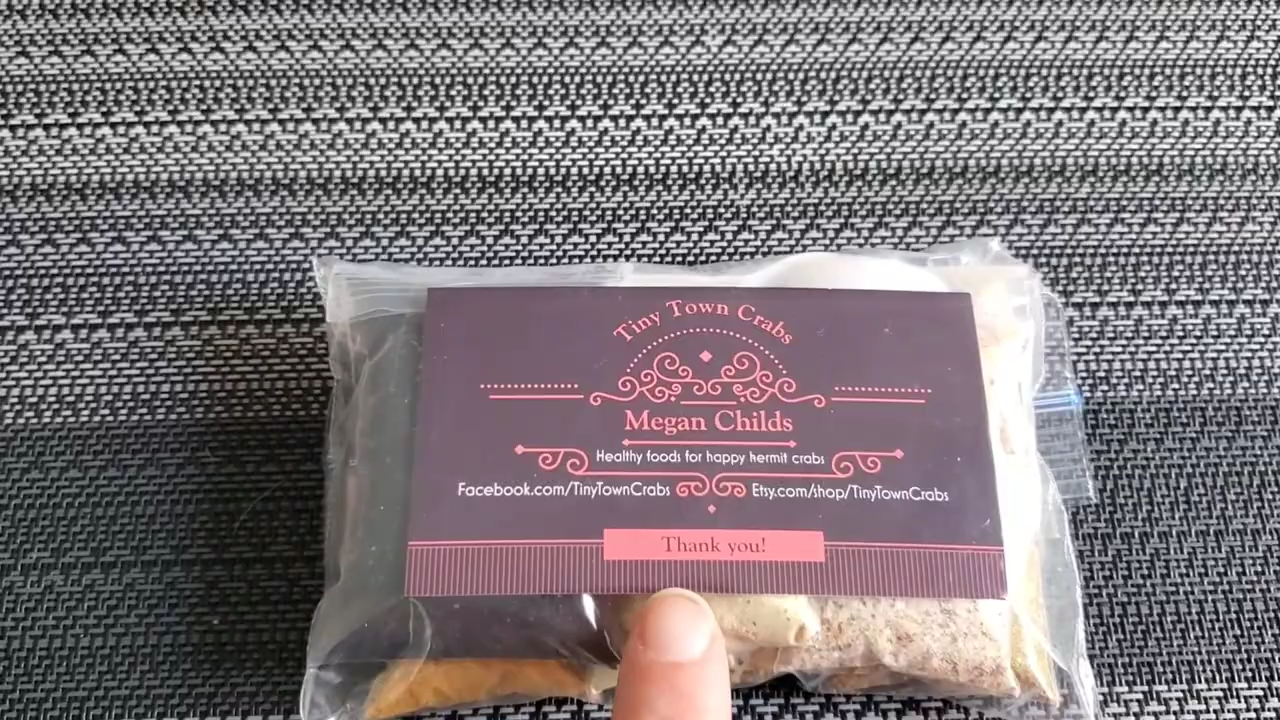 Tiny Town Crabs
Megan Childs
Healthy foods for happy hermit crabs
Facebook.com/TinyTownCrabs Etsy.com/shop/TinyTownCrabs
Thank you!